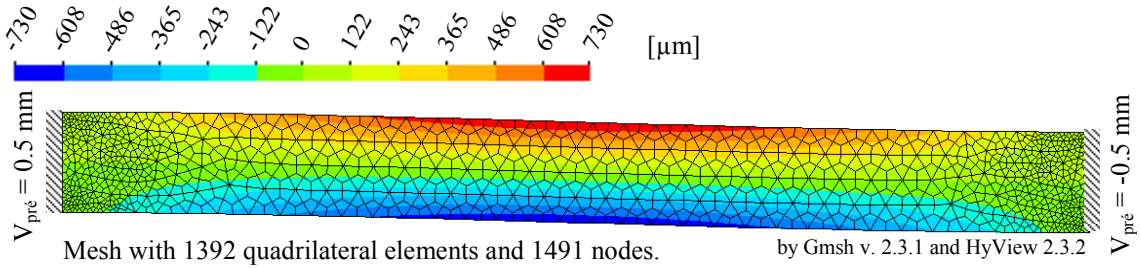 -730 -608 -486 -365 -243 -122 0 122 243 365 486 608 730
[µm]
V pré = 0.5 mm
V pré = -0.5 mm
Mesh with 1392 quadrilateral elements and 1491 nodes.
by Gmsh v. 2.3.1 and HyView 2.3.2